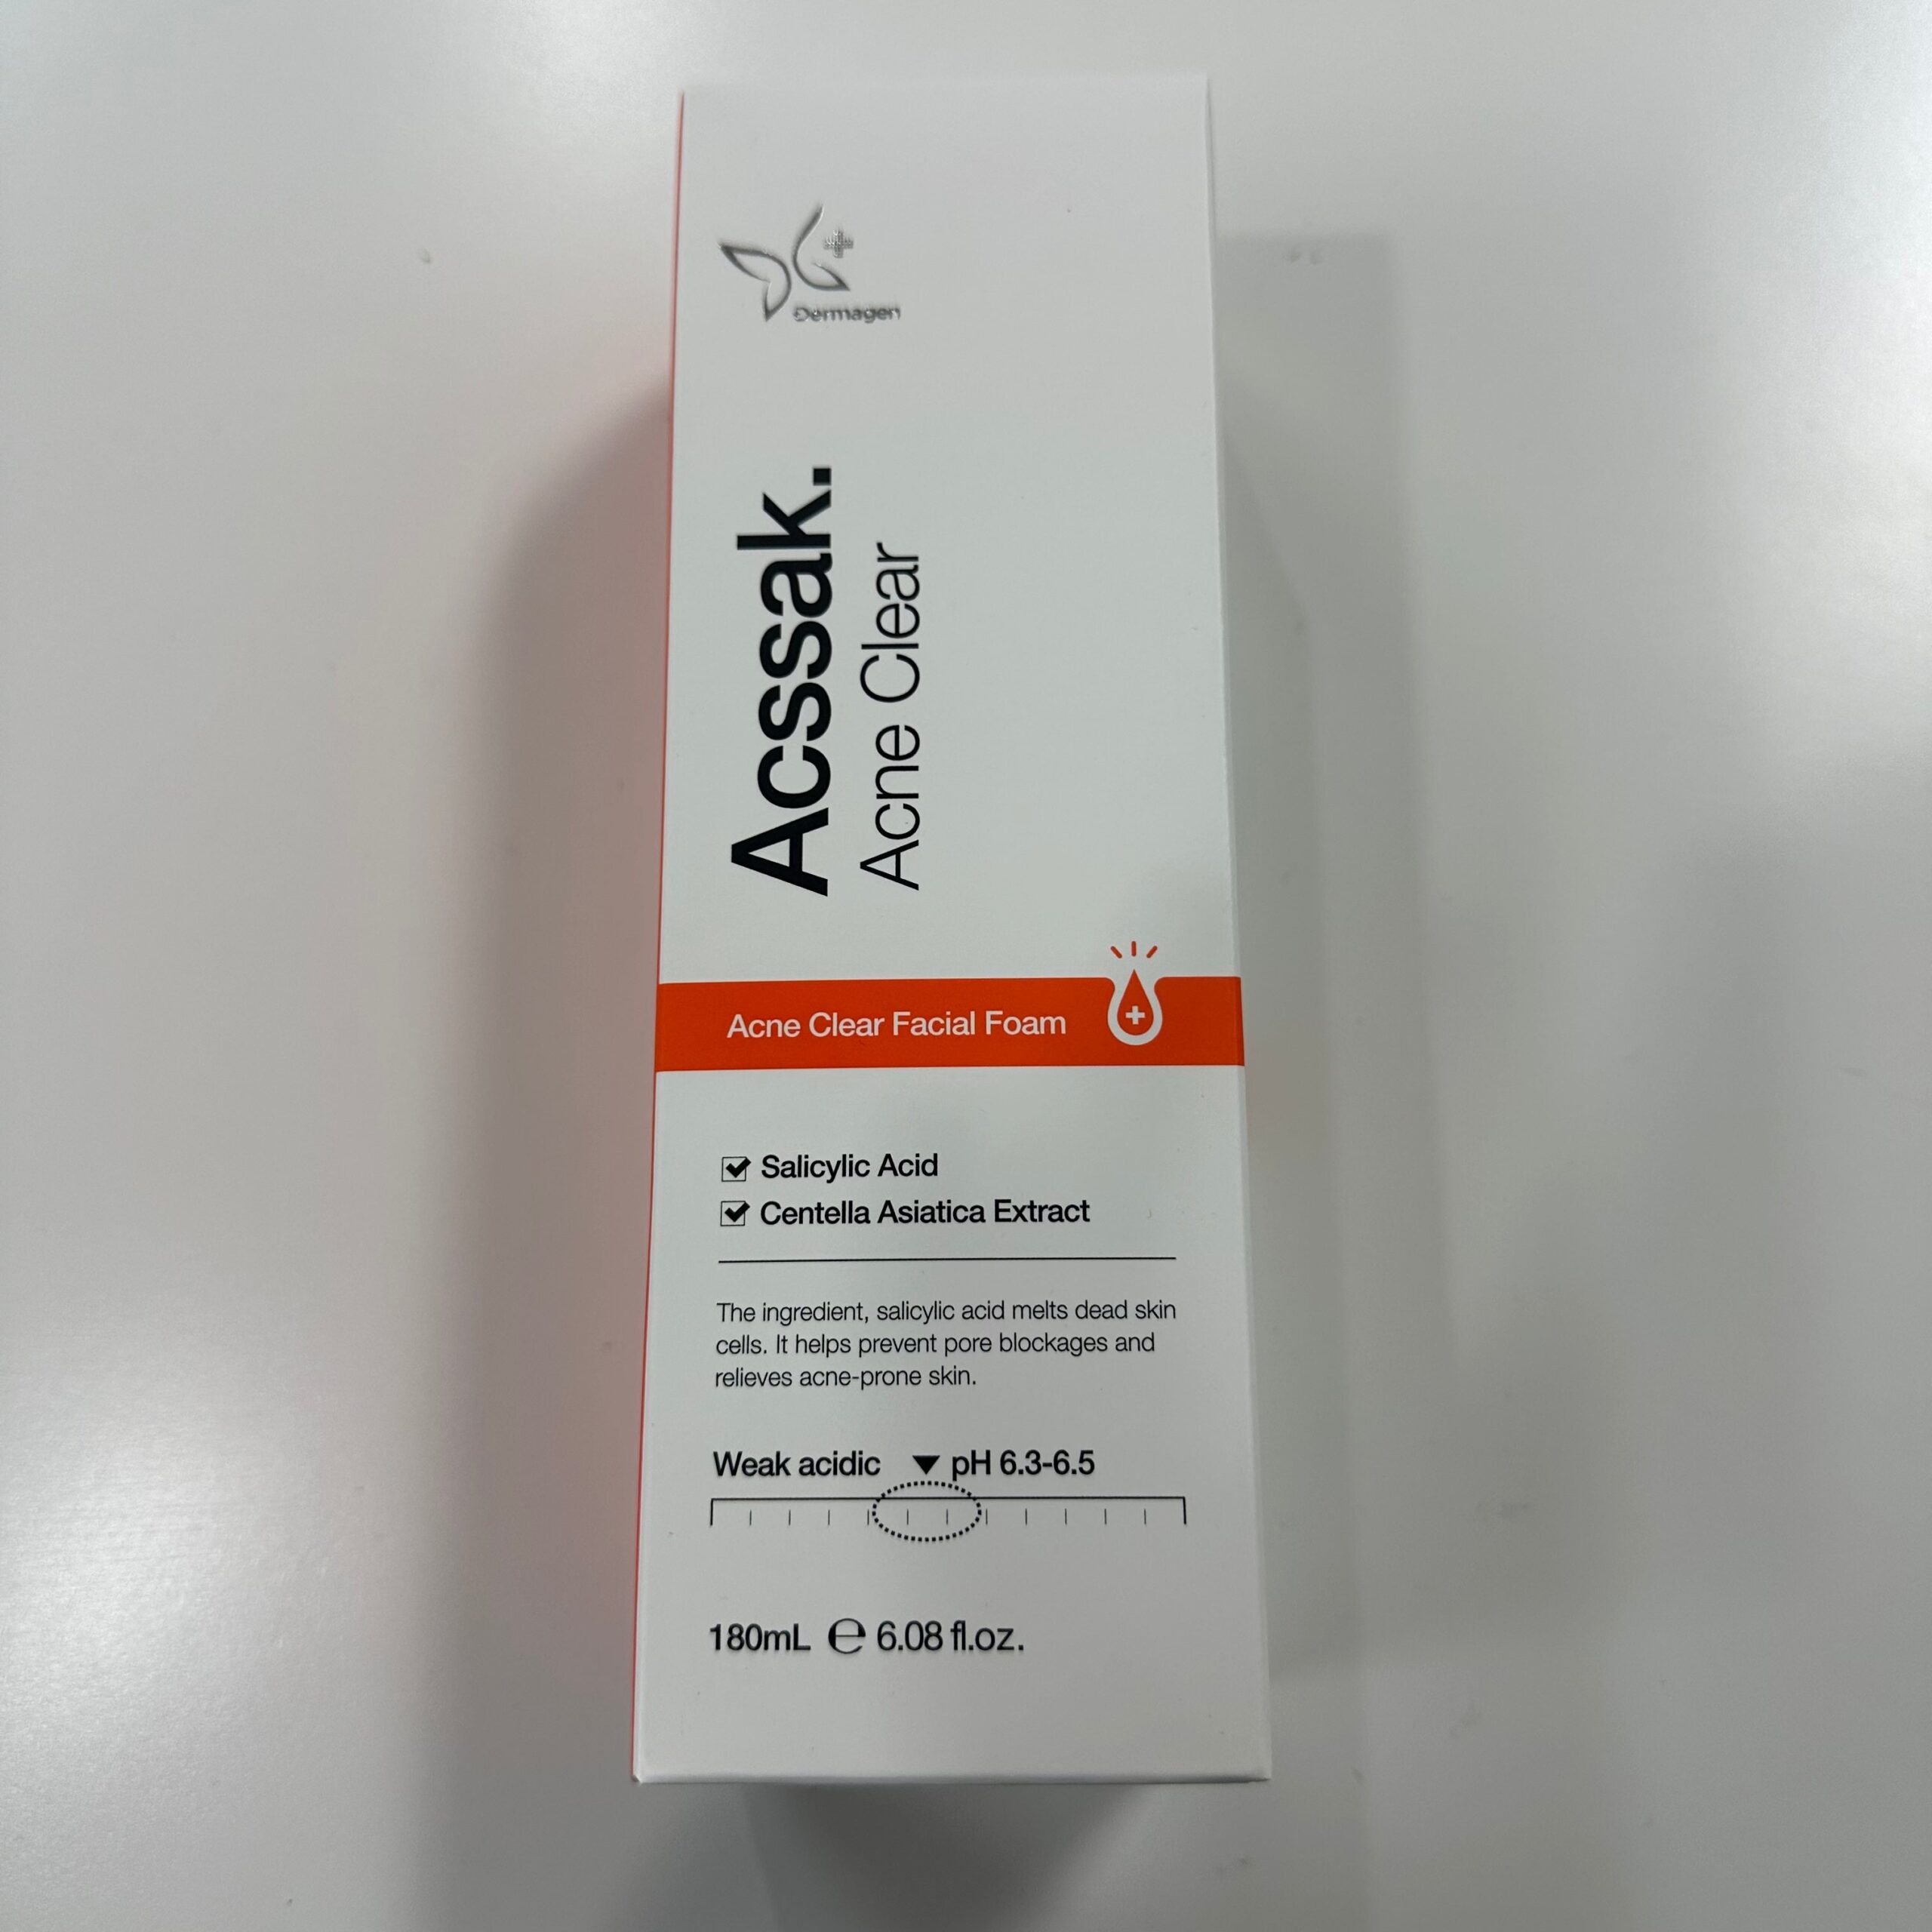 Dermagen
Acssak.
Acne Clear
Acne Clear Facial Foam
Salicylic Acid
Centella Asiatica Extract
The ingredient, salicylic acid melts dead skin
cells. It helps prevent pore blockages and
relieves acne-prone skin.
Weak acidic ▼ pH 6.3-6.5
180mL ℮ 6.08 fl.oz.